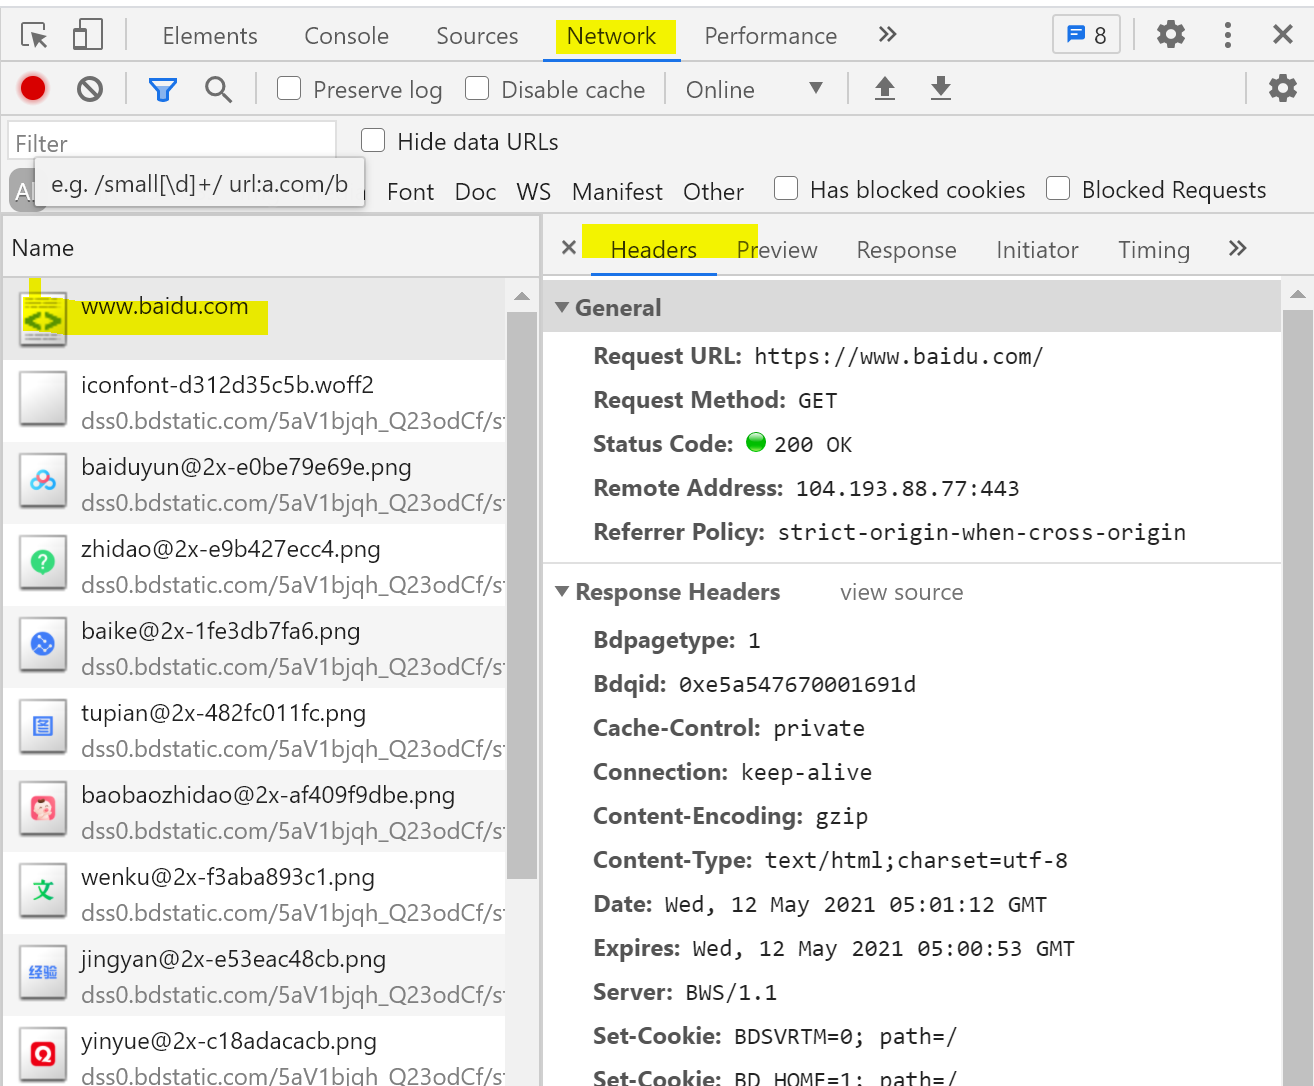 Elements Console Sources Network Performance 8
Preserve log Disable cache Online
Filter Hide data URLs
e.g. /small[\d]+/ url:a.com/b Font Doc WS Manifest Other Has blocked cookies Blocked Requests
Name
www.baidu.com
iconfont-d312d35c5b.woff2
dss0.bdstatic.com/5aV1bjqh_Q23odCf/s
baiduyun@2x-e0be79e69e.png
dss0.bdstatic.com/5aV1bjqh_Q23odCf/s
zhidao@2x-e9b427ecc4.png
dss0.bdstatic.com/5aV1bjqh_Q23odCf/s
baike@2x-1fe3db7fa6.png
dss0.bdstatic.com/5aV1bjqh_Q23odCf/s
图
tupian@2x-482fc011fc.png
dss0.bdstatic.com/5aV1bjqh_Q23odCf/s
baobaozhidao@2x-af409f9dbe.png
dss0.bdstatic.com/5aV1bjqh_Q23odCf/s
文
wenku@2x-f3aba893c1.png
dss0.bdstatic.com/5aV1bjqh_Q23odCf/s
经验
jingyan@2x-e53eac48cb.png
dss0.bdstatic.com/5aV1bjqh_Q23odCf/s
yinyue@2x-c18adacacb.png
dss0.bdstatic.com/5aV1bjqh_Q23odCf/s
Headers Preview Response Initiator Timing
General
Request URL: https://www.baidu.com/
Request Method: GET
Status Code: 200 OK
Remote Address: 104.193.88.77:443
Referrer Policy: strict-origin-when-cross-origin
Response Headers view source
Bdpagetype: 1
Bdqid: 0xe5a547670001691d
Cache-Control: private
Connection: keep-alive
Content-Encoding: gzip
Content-Type: text/html;charset=utf-8
Date: Wed, 12 May 2021 05:01:12 GMT
Expires: Wed, 12 May 2021 05:00:53 GMT
Server: BWS/1.1
Set-Cookie: BDSVRTM=0; path=/
Set-Cookie: BD_HOME=1; path=/